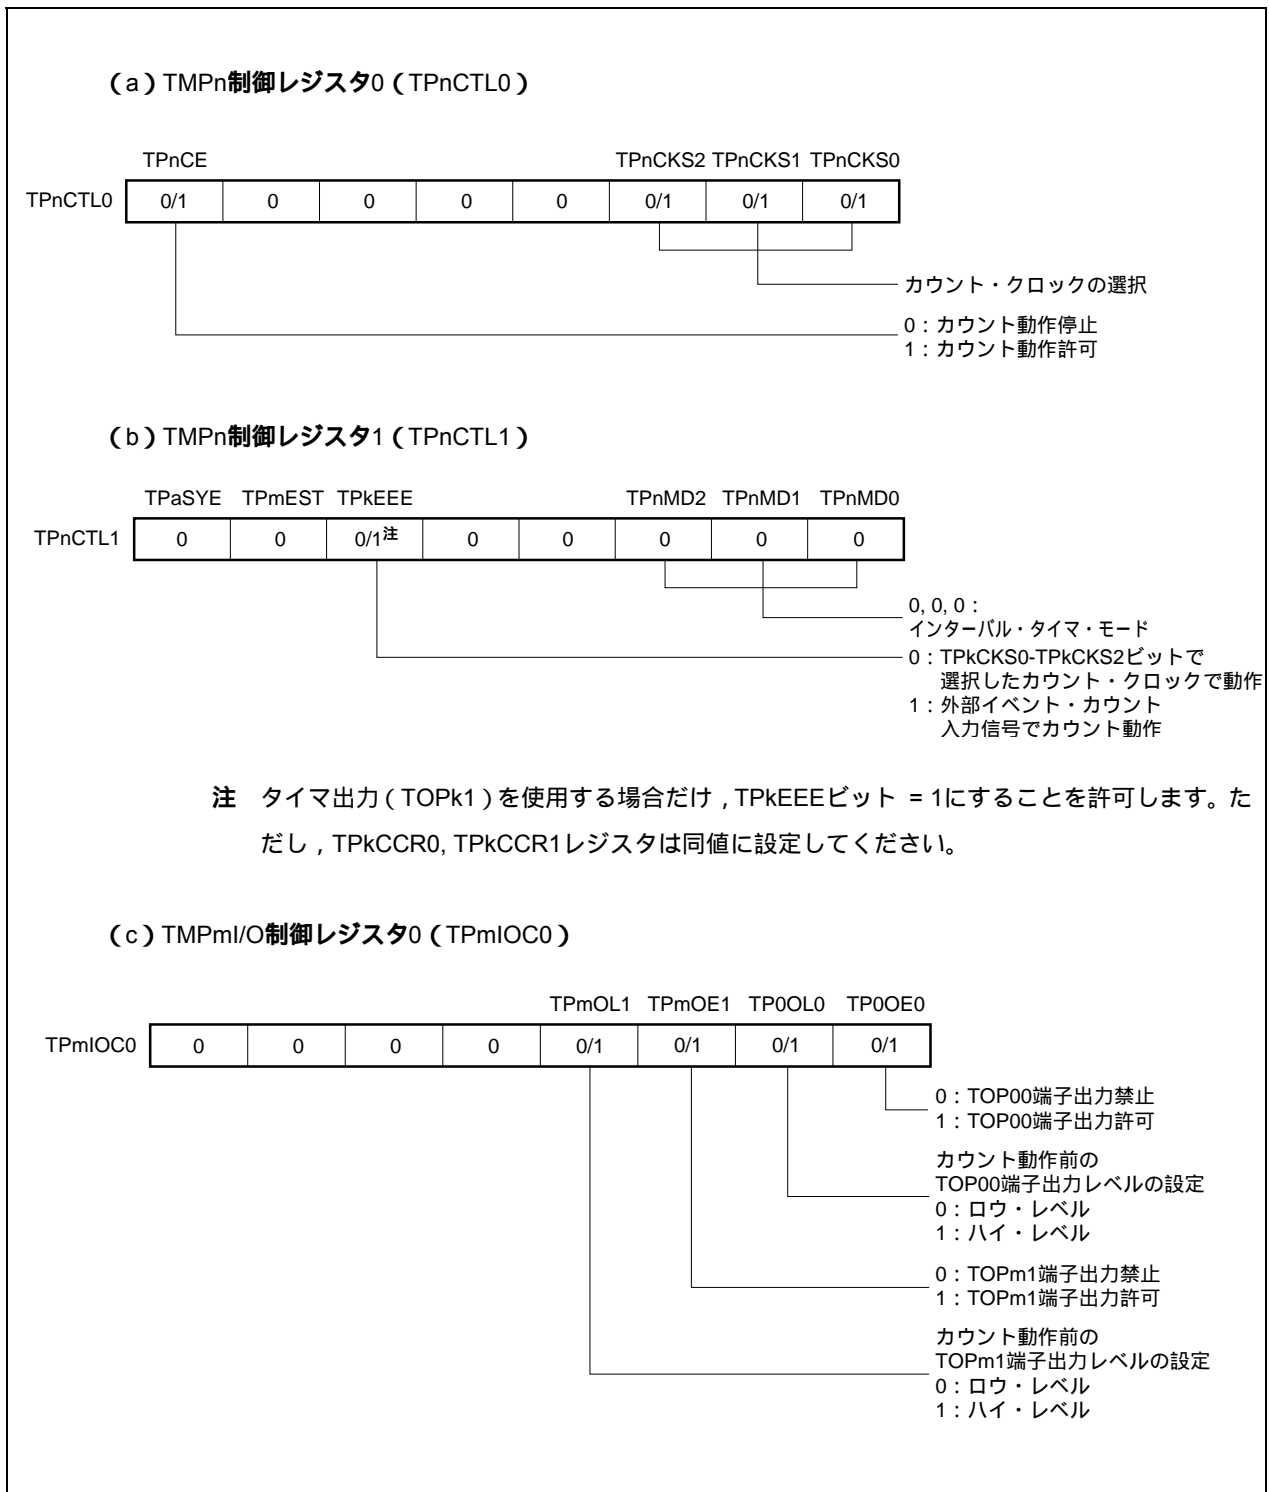 （a）TMPn制御レジスタ0（TPnCTL0）
TPnCE TPnCKS2 TPnCKS1 TPnCKS0
TPnCTL0 0/1 0 0 0 0 0/1 0/1 0/1
カウント・クロックの選択
0：カウント動作停止
1：カウント動作許可
（b）TMPn制御レジスタ1（TPnCTL1）
TPaSYE TPmEST TPkEEE TPnMD2 TPnMD1 TPnMD0
TPnCTL1 0 0 0/1注 0 0 0 0 0
0, 0, 0：
インターバル・タイマ・モード
0：TPkCKS0-TPkCKS2ビットで
選択したカウント・クロックで動作
1：外部イベント・カウント
入力信号でカウント動作
注 タイマ出力（TOPk1）を使用する場合だけ，TPkEEEビット = 1にすることを許可します。た
だし，TPkCCR0, TPkCCR1レジスタは同値に設定してください。
（c）TMPmI/O制御レジスタ0（TPmIOC0）
TPmOL1 TPmOE1 TP0OL0 TP0OE0
TPmIOC0 0 0 0 0 0/1 0/1 0/1 0/1
0：TOP00端子出力禁止
1：TOP00端子出力許可
カウント動作前の
TOP00端子出力レベルの設定
0：ロウ・レベル
1：ハイ・レベル
0：TOPm1端子出力禁止
1：TOPm1端子出力許可
カウント動作前の
TOPm1端子出力レベルの設定
0：ロウ・レベル
1：ハイ・レベル